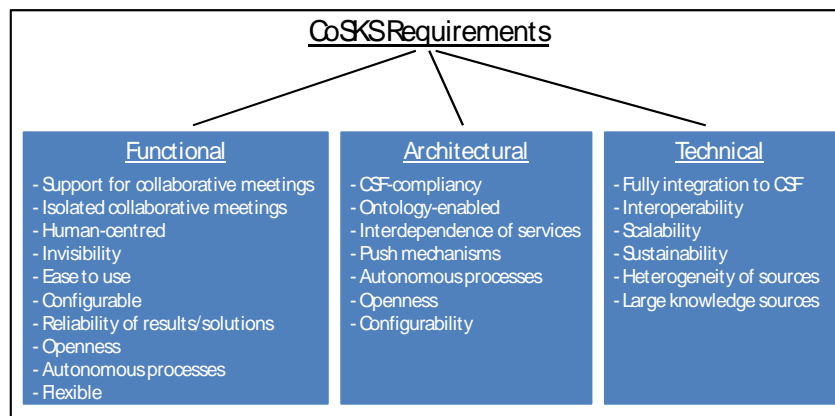 CoSKS Requirements
Functional
- Support for collaborative meetings
- Isolated collaborative meetings
- Human-centred
- Invisibility
- Ease to use
- Configurable
- Reliability of results/solutions
- Openness
- Autonomous processes
- Flexible
Architectural
- CSF-compliancy
- Ontology-enabled
- Interdependence of services
- Push mechanisms
- Autonomous processes
- Openness
- Configurability
Technical
- Fully integration to CSF
- Interoperability
- Scalability
- Sustainability
- Heterogeneity of sources
- Large knowledge sources